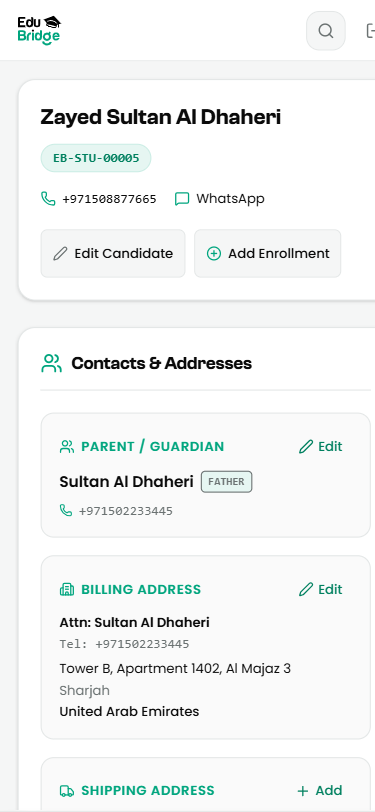 Edu
Bridge
Zayed Sultan Al Dhaheri
EB-STU-00005
+971508877665 WhatsApp
Edit Candidate Add Enrollment
Contacts & Addresses
PARENT / GUARDIAN Edit
Sultan Al Dhaheri FATHER
+971502233445
BILLING ADDRESS Edit
Attn: Sultan Al Dhaheri
Tel: +971502233445
Tower B, Apartment 1402, Al Majaz 3
Sharjah
United Arab Emirates
SHIPPING ADDRESS + Add